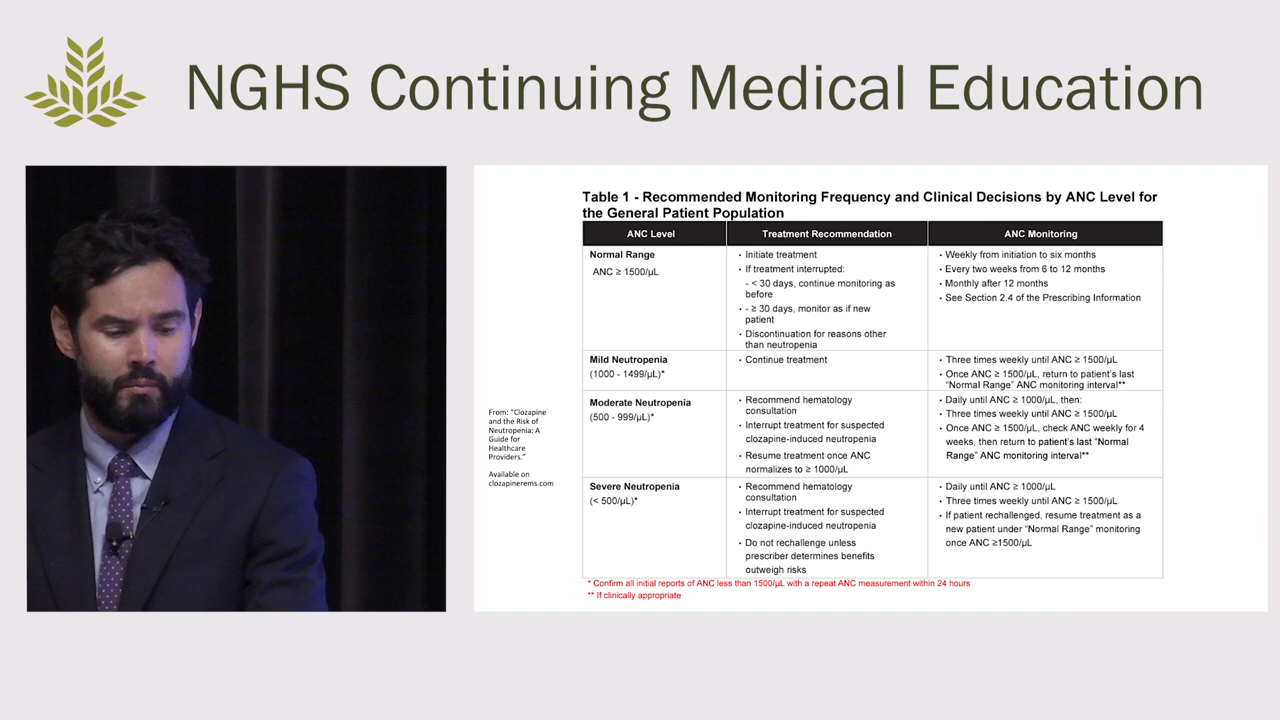 NGHS Continuing Medical Education
Table 1 - Recommended Monitoring Frequency and Clinical Decisions by ANC Level for
the General Patient Population
ANC Level
Treatment Recommendation
ANC Monitoring
Normal Range
ANC ≥ 1500/µL
· Initiate treatment
· If treatment interrupted:
- < 30 days, continue monitoring as
before
· - ≥ 30 days, monitor as if new
patient
· Discontinuation for reasons other
than neutropenia
· Weekly from initiation to six months
· Every two weeks from 6 to 12 months
· Monthly after 12 months
· See Section 2.4 of the Prescribing Information
Mild Neutropenia
(1000 - 1499/µL)*
· Continue treatment
· Three times weekly until ANC ≥ 1500/µL
· Once ANC ≥ 1500/µL, return to patient's last
"Normal Range" ANC monitoring interval**
Moderate Neutropenia
(500 - 999/µL)*
· Recommend hematology
consultation
· Interrupt treatment for suspected
clozapine-induced neutropenia
· Resume treatment once ANC
normalizes to ≥ 1000/µL
· Daily until ANC ≥ 1000/µL, then:
· Three times weekly until ANC ≥ 1500/µL
· Once ANC ≥ 1500/µL, check ANC weekly for 4
weeks, then return to patient's last "Normal
Range" ANC monitoring interval**
Severe Neutropenia
(< 500/µL)*
· Recommend hematology
consultation
· Interrupt treatment for suspected
clozapine-induced neutropenia
· Do not rechallenge unless
prescriber determines benefits
outweigh risks
· Daily until ANC ≥ 1000/µL
· Three times weekly until ANC ≥ 1500/µL
· If patient rechallenged, resume treatment as a
new patient under "Normal Range" monitoring
once ANC ≥1500/µL
* Confirm all initial reports of ANC less than 1500/µL with a repeat ANC measurement within 24 hours
** If clinically appropriate
From: "Clozapine
and the Risk of
Neutropenia: A
Guide for
Healthcare
Providers."
Available on
clozapinerems.com